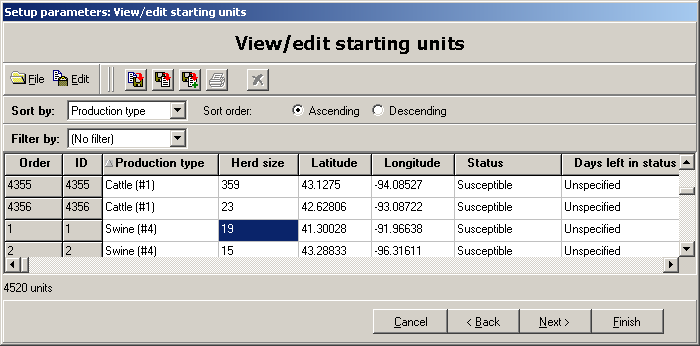 Setup parameters: View/edit starting units
View/edit starting units
File Edit
Sort by: Production type Sort order: Ascending Descending
Filter by: (No filter)
Order ID Production type Herd size Latitude Longitude Status Days left in status
4355 4355 Cattle (#1) 359 43.1275 -94.08527 Susceptible Unspecified
4356 4356 Cattle (#1) 23 42.62806 -93.08722 Susceptible Unspecified
1 1 Swine (#4) 19 41.30028 -91.96638 Susceptible Unspecified
2 2 Swine (#4) 15 43.28833 -96.31611 Susceptible Unspecified
4520 units
Cancel < Back Next > Finish